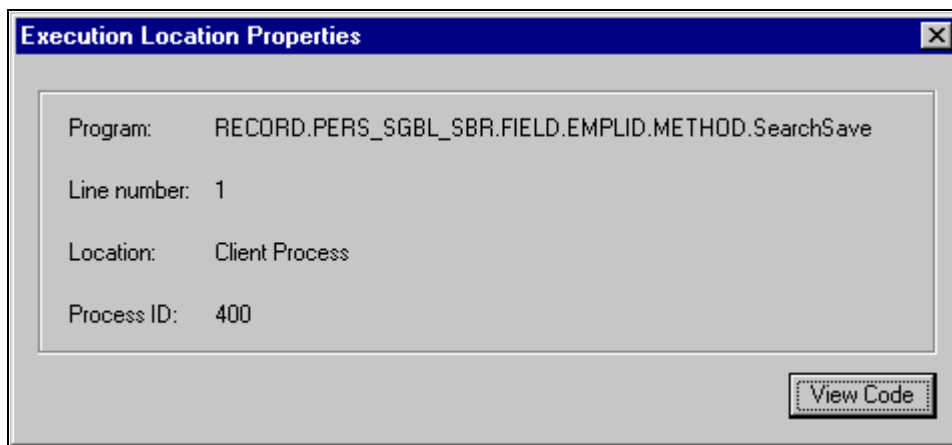 Execution Location Properties
Program: RECORD.PERS_SGBL_SBR.FIELD.EMPLID.METHOD.SearchSave
Line number: 1
Location: Client Process
Process ID: 400
View Code